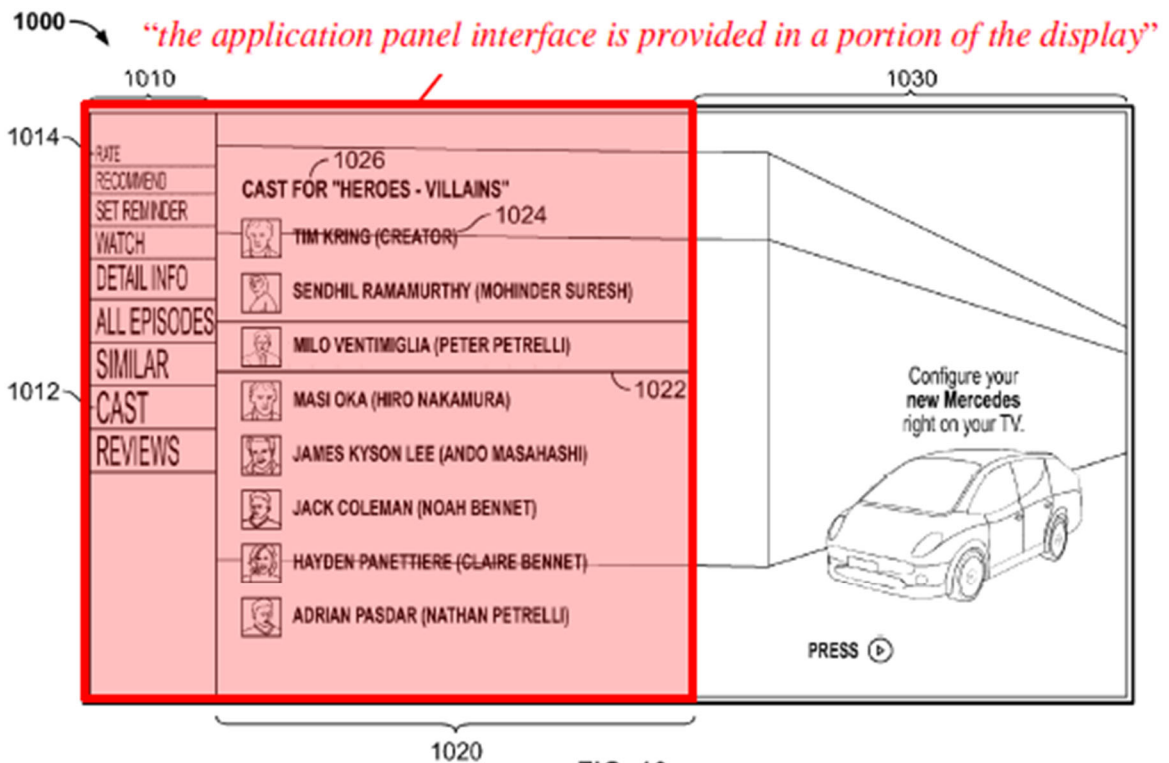 1000
“the application panel interface is provided in a portion of the display”
1010
1030
1014
RATE
RECOMMEND
SET REMINDER
WATCH
DETAIL INFO
ALL EPISODES
SIMILAR
1012
CAST
REVIEWS
1026
CAST FOR "HEROES - VILLAINS"
1024
TIM KRING (CREATOR)
SENDHIL RAMAMURTHY (MOHINDER SURESH)
MILO VENTIMIGLIA (PETER PETRELLI)
1022
MASI OKA (HIRO NAKAMURA)
JAMES KYSON LEE (ANDO MASAHASHI)
JACK COLEMAN (NOAH BENNET)
HAYDEN PANETTIERE (CLAIRE BENNET)
ADRIAN PASDAR (NATHAN PETRELLI)
Configure your
new Mercedes
right on your TV.
PRESS
1020